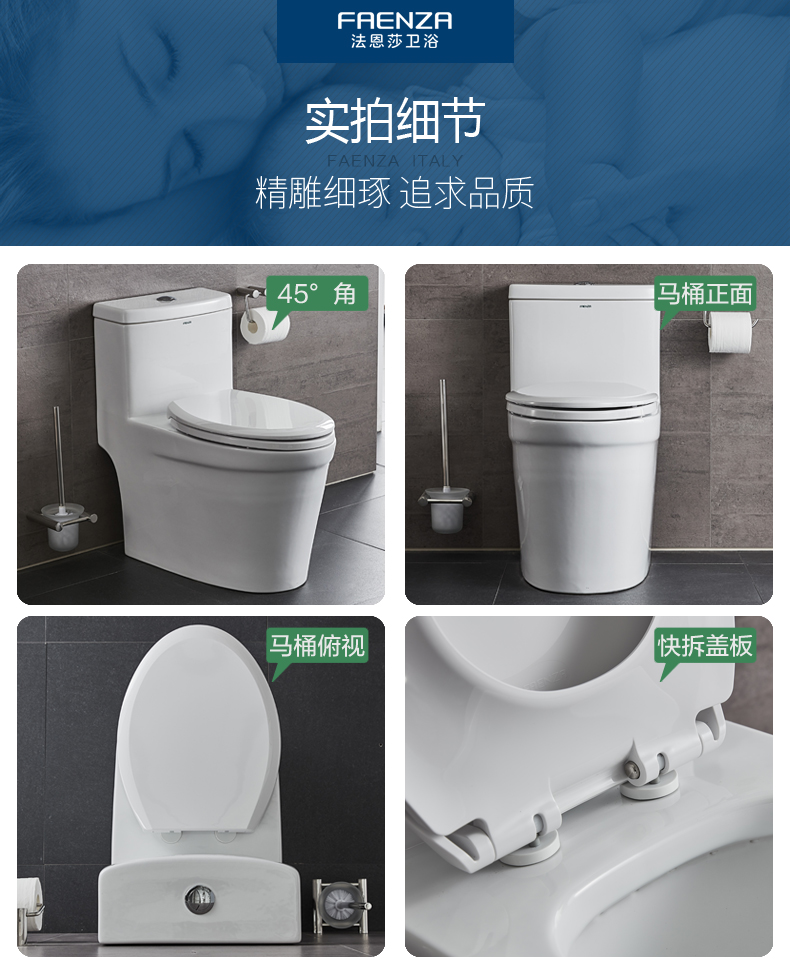 FAENZA
法恩莎卫浴
实拍细节
FAENZA ITALY
精雕细琢 追求品质
45° 角
马桶正面
马桶俯视
快拆盖板